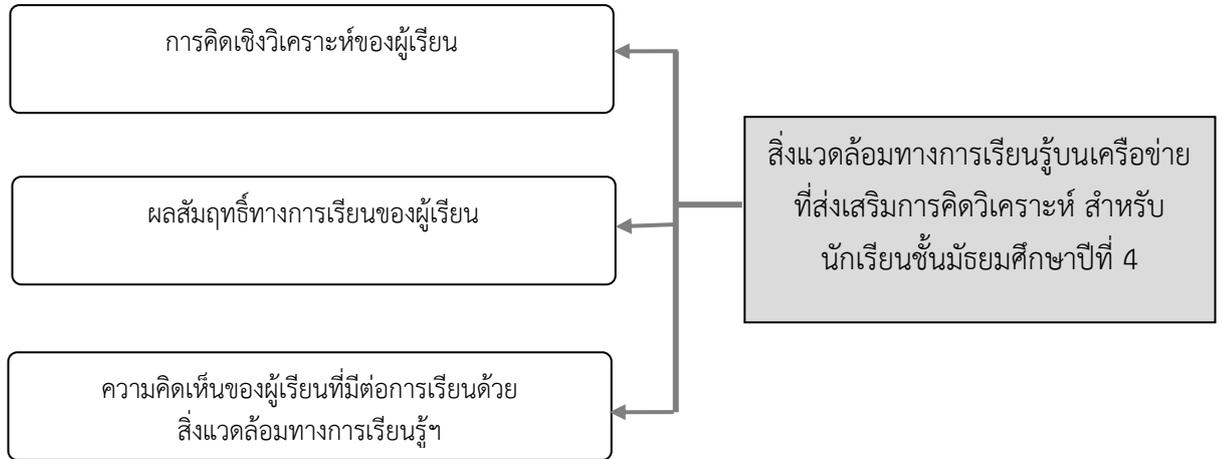 การคิดเชิงวิเคราะห์ของผู้เรียน
ผลสัมฤทธิ์ทางการเรียนของผู้เรียน
ความคิดเห็นของผู้เรียนที่มีต่อการเรียนด้วย
สิ่งแวดล้อมทางการเรียนรู้ฯ
สิ่งแวดล้อมทางการเรียนรู้บนเครือข่าย
ที่ส่งเสริมการคิดวิเคราะห์ สำหรับ
นักเรียนชั้นมัธยมศึกษาปีที่ 4